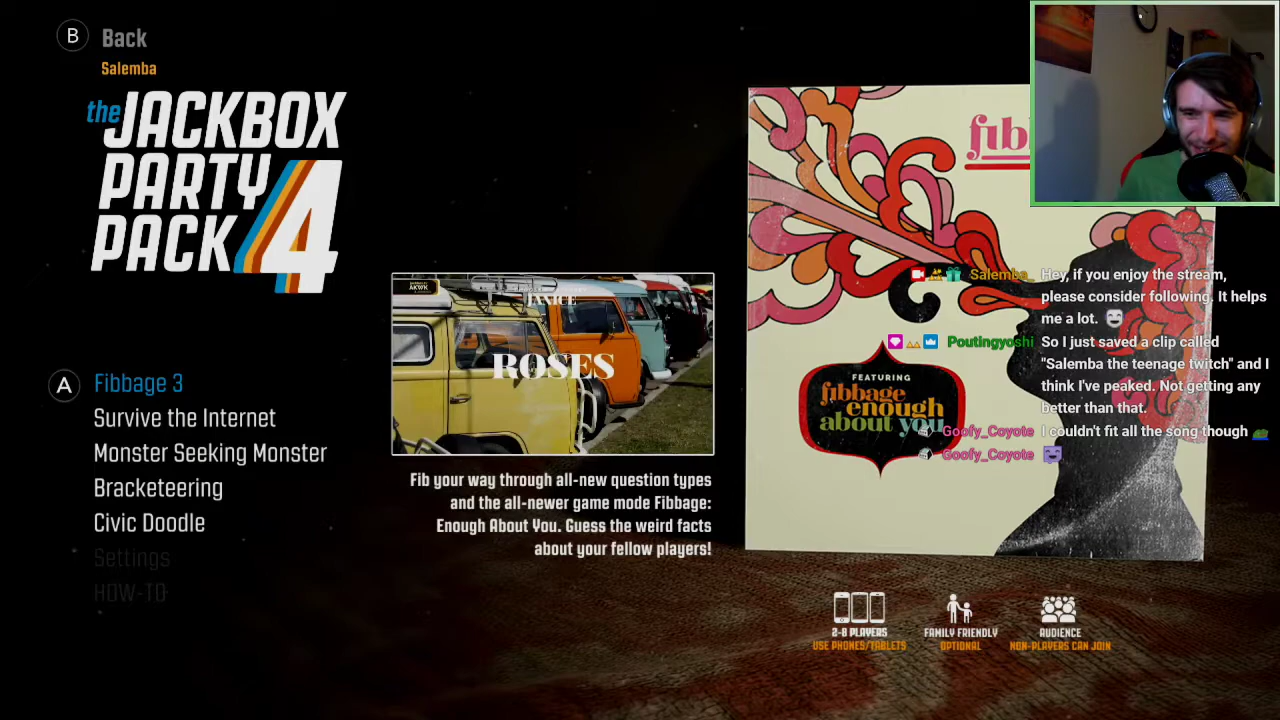 B Back
Salemba
the JACKBOX
PARTY
PACK 4
A Fibbage 3
Survive the Internet
Monster Seeking Monster
Bracketeering
Civic Doodle
Settings
HOW-TO
JANICE
ROSES
Fib your way through all-new question types
and the all-newer game mode Fibbage:
Enough About You. Guess the weird facts
about your fellow players!
fibb
FEATURING
fibbage
enough
about you
Salemba_ Hey, if you enjoy the stream,
please consider following. It helps
me a lot.
Poutingyoshi So I just saved a clip called
"Salemba the teenage twitch" and I
think I've peaked. Not getting any
better than that.
Goofy_Coyote I couldn't fit all the song though
Goofy_Coyote
2-8 PLAYERS
USE PHONES/TABLETS
FAMILY FRIENDLY
OPTIONAL
AUDIENCE
NON-PLAYERS CAN JOIN